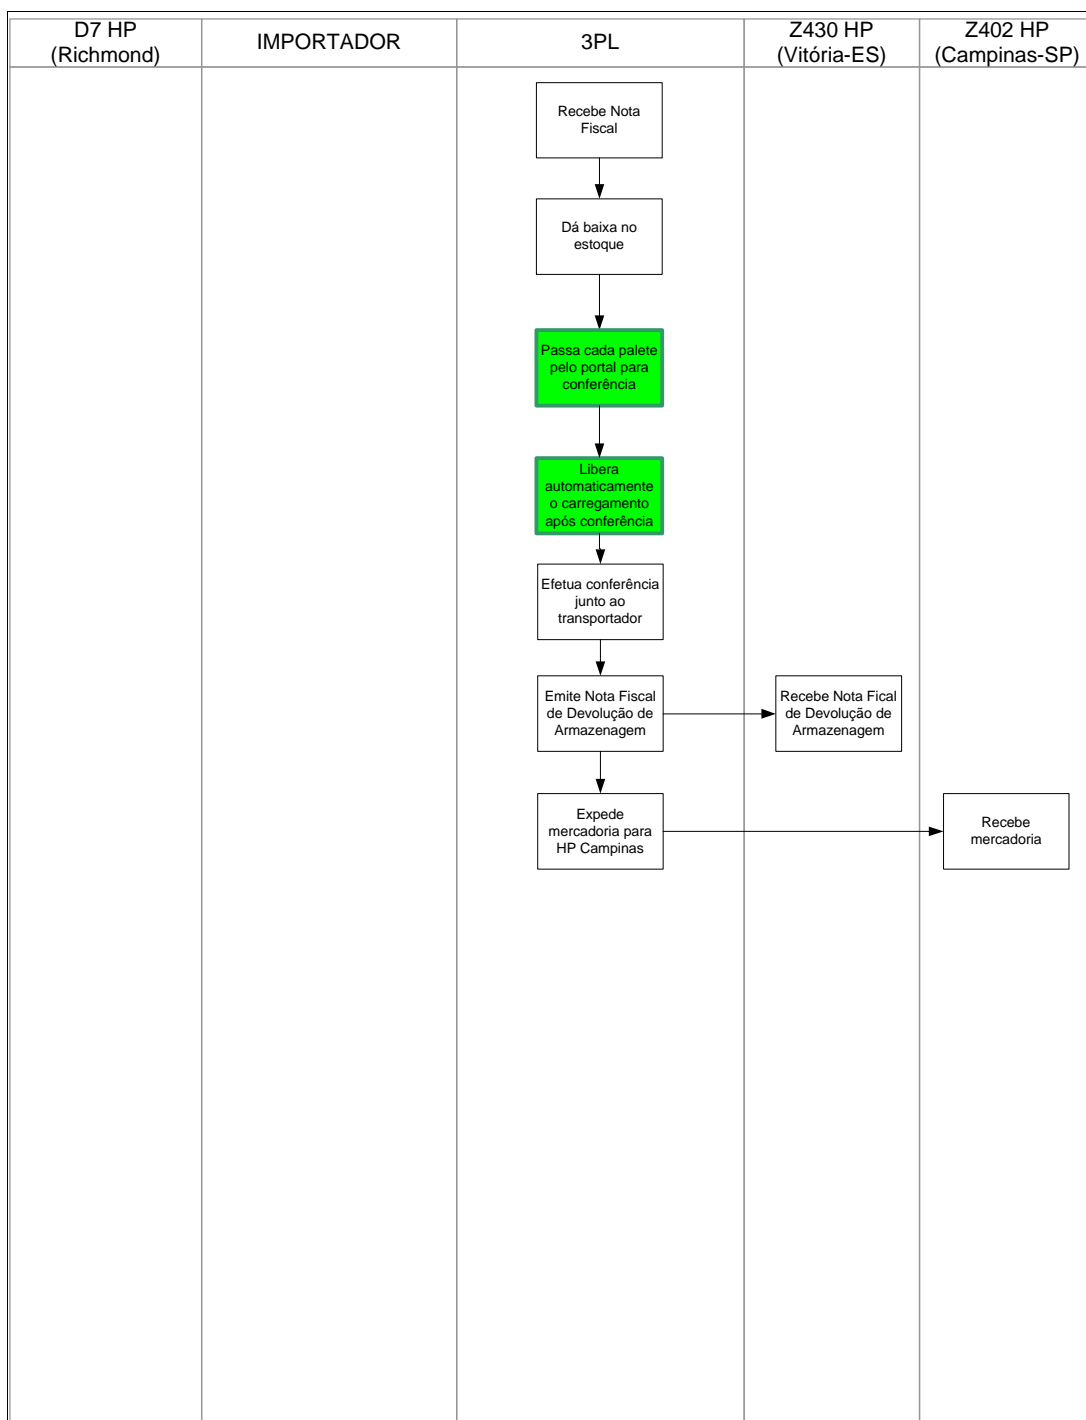 D7 HP
(Richmond)
IMPORTADOR
3PL
Z430 HP
(Vitória-ES)
Z402 HP
(Campinas-SP)
Recebe Nota
Fiscal
Dá baixa no
estoque
Passa cada palete
pelo portal para
conferência
Libera
automaticamente
o carregamento
após conferência
Efetua conferência
junto ao
transportador
Emite Nota Fiscal
de Devolução de
Armazenagem
Recebe Nota Fical
de Devolução de
Armazenagem
Expede
mercadoria para
HP Campinas
Recebe
mercadoria